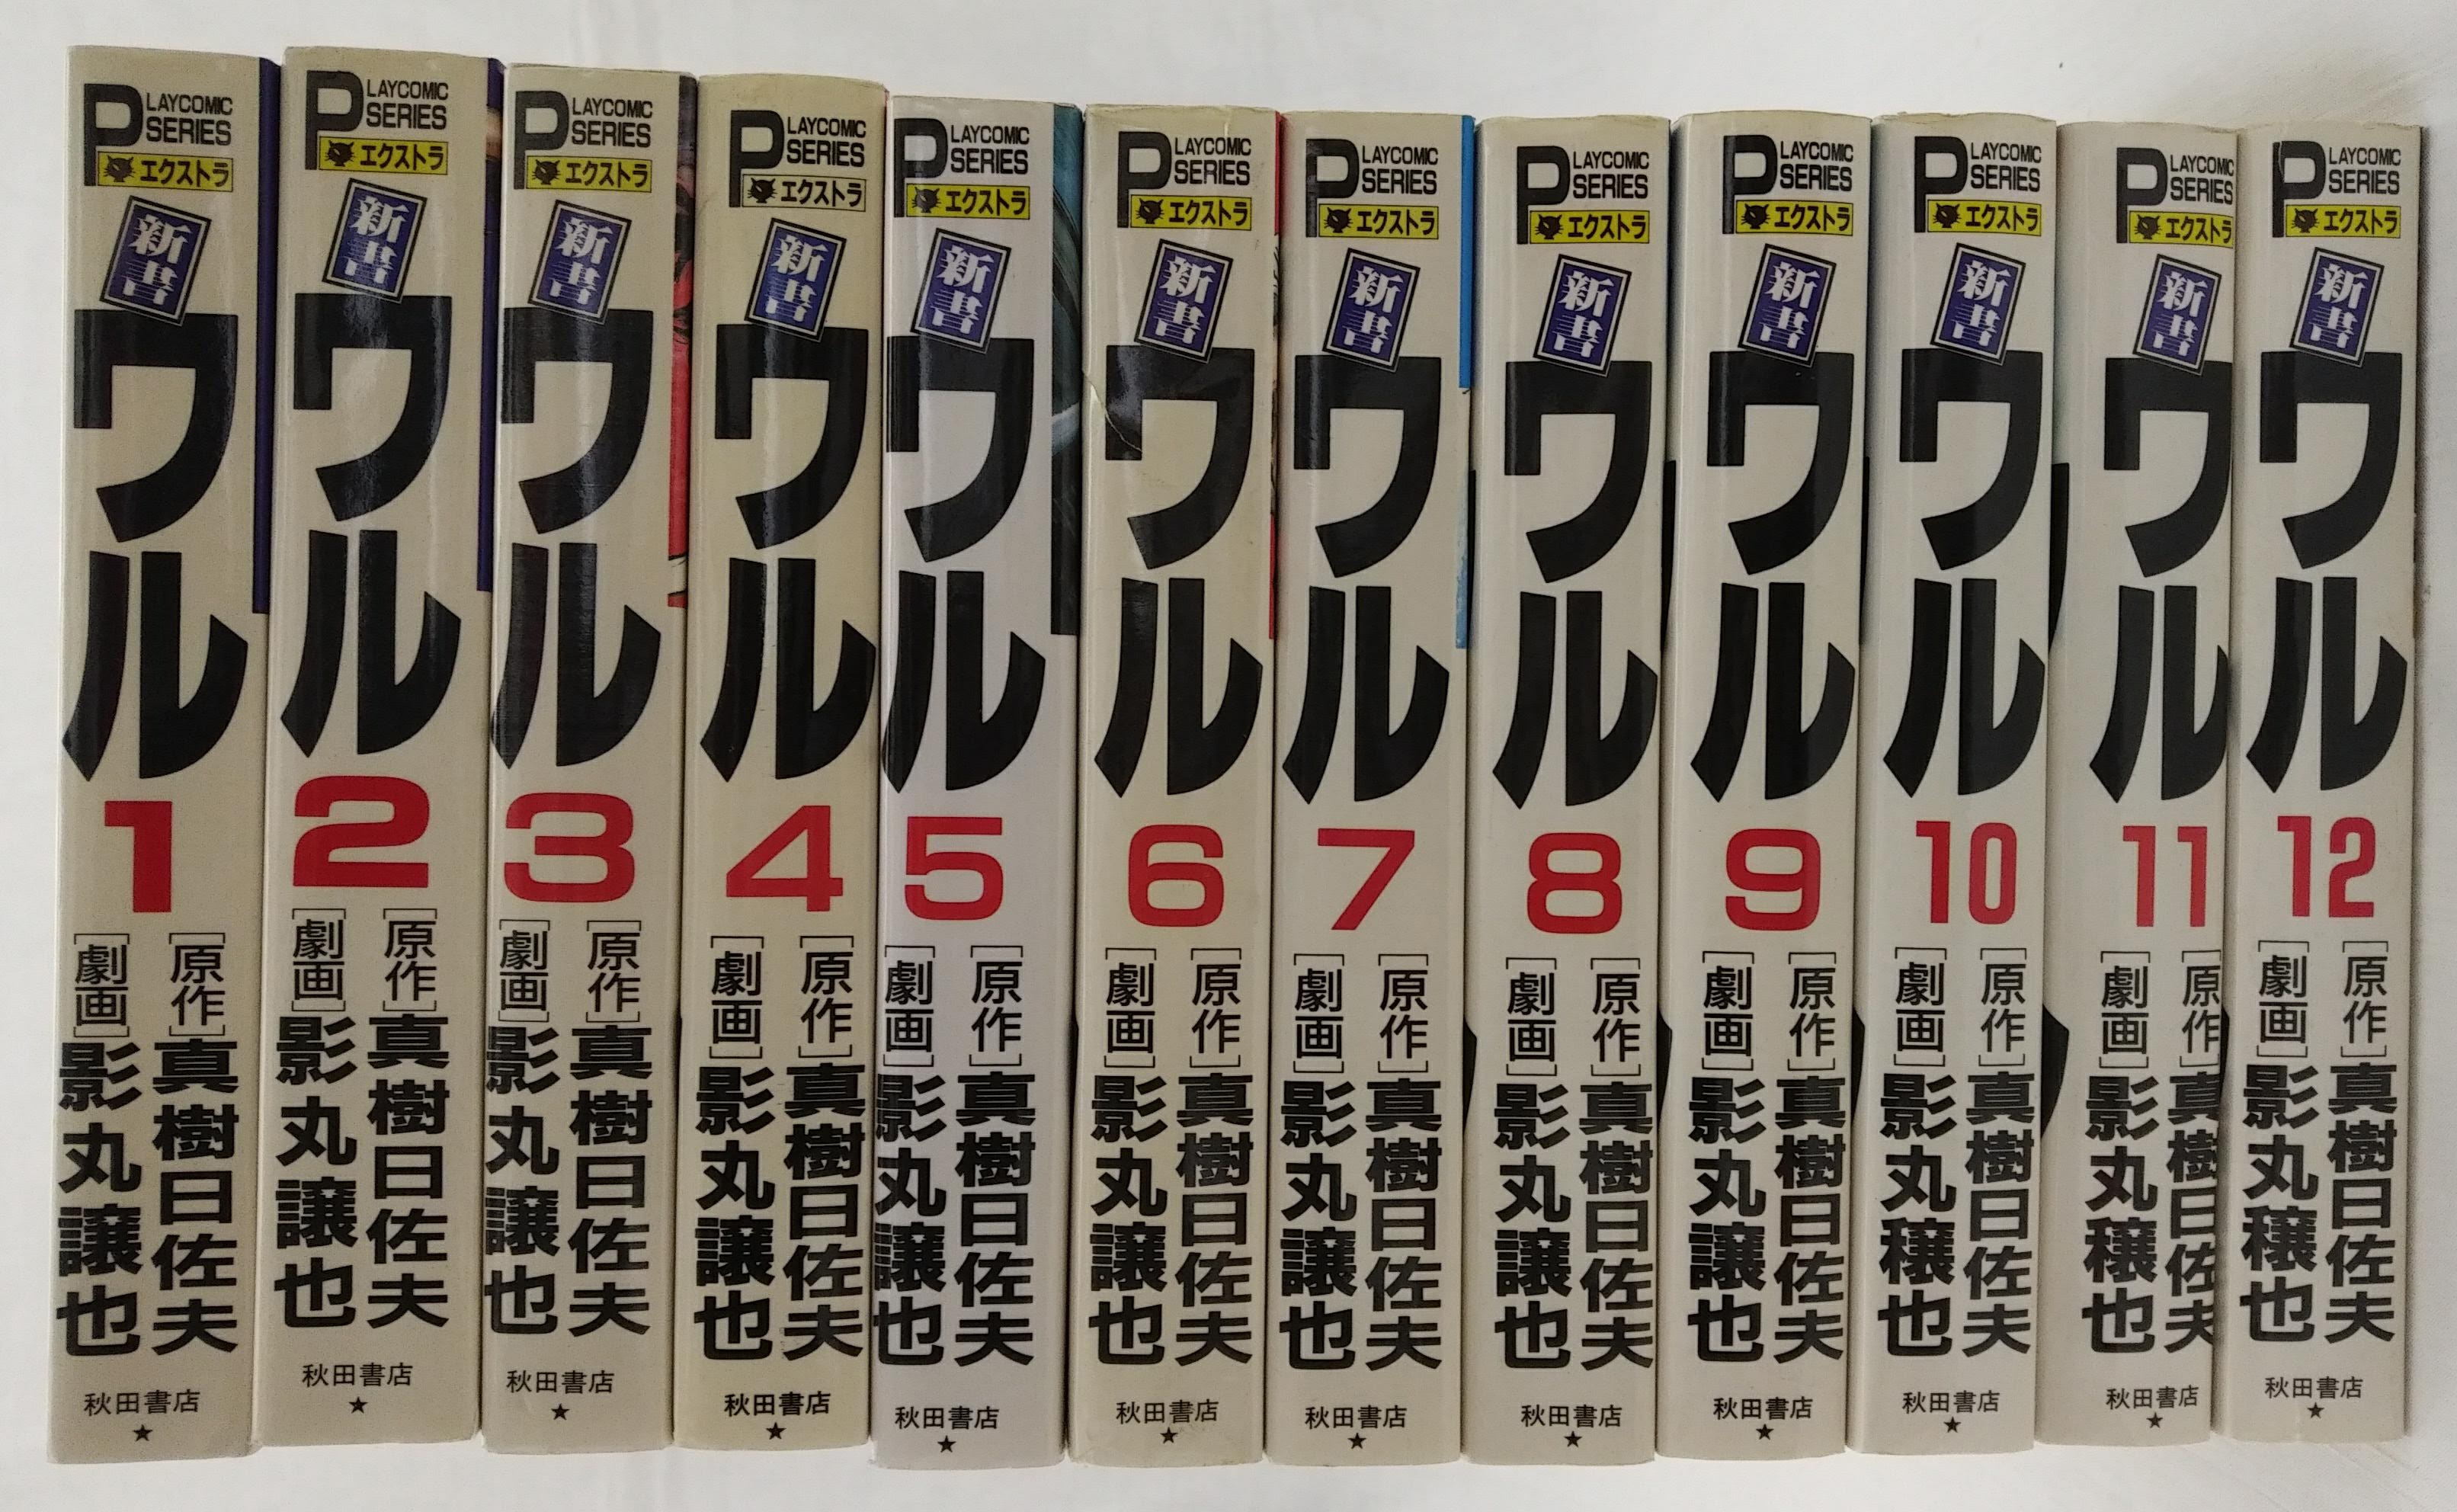 PLAYCOMIC
SERIES
エクストラ
新書
ワル
1
[原作]真樹日佐夫
[劇画]影丸譲也
秋田書店
★
PLAYCOMIC
SERIES
エクストラ
新書
ワル
2
[原作]真樹日佐夫
[劇画]影丸譲也
秋田書店
★
PLAYCOMIC
SERIES
エクストラ
新書
ワル
3
[原作]真樹日佐夫
[劇画]影丸譲也
秋田書店
★
PLAYCOMIC
SERIES
エクストラ
新書
ワル
4
[原作]真樹日佐夫
[劇画]影丸譲也
秋田書店
★
PLAYCOMIC
SERIES
エクストラ
新書
ワル
5
[原作]真樹日佐夫
[劇画]影丸譲也
秋田書店
★
PLAYCOMIC
SERIES
エクストラ
新書
ワル
6
[原作]真樹日佐夫
[劇画]影丸譲也
秋田書店
★
PLAYCOMIC
SERIES
エクストラ
新書
ワル
7
[原作]真樹日佐夫
[劇画]影丸譲也
秋田書店
★
PLAYCOMIC
SERIES
エクストラ
新書
ワル
8
[原作]真樹日佐夫
[劇画]影丸譲也
秋田書店
★
PLAYCOMIC
SERIES
エクストラ
新書
ワル
9
[原作]真樹日佐夫
[劇画]影丸譲也
秋田書店
★
PLAYCOMIC
SERIES
エクストラ
新書
ワル
10
[原作]真樹日佐夫
[劇画]影丸穣也
秋田書店
★
PLAYCOMIC
SERIES
エクストラ
新書
ワル
11
[原作]真樹日佐夫
[劇画]影丸穣也
秋田書店
★
PLAYCOMIC
SERIES
エクストラ
新書
ワル
12
[原作]真樹日佐夫
[劇画]影丸穣也
秋田書店
★